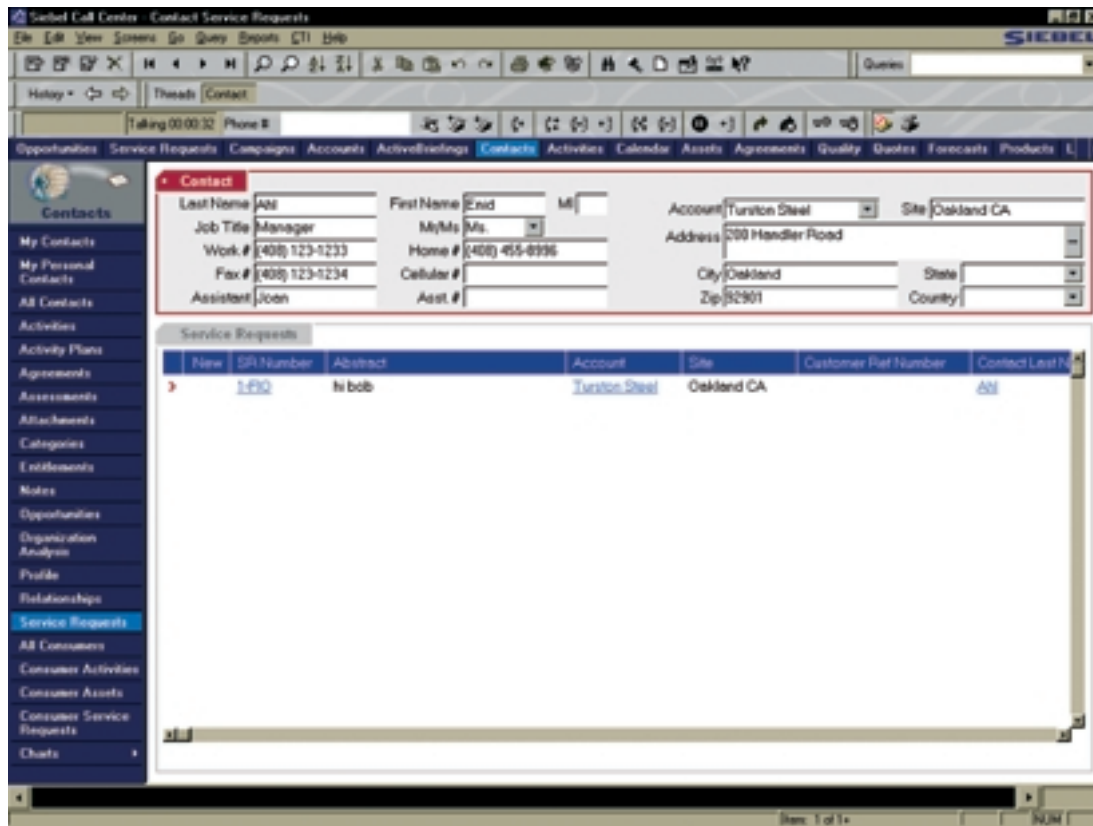 Siebel Call Center - Contact Service Requests
File Edit View Screens Go Query Reports CTI Help
SIEBEL
Queries
History Threads Contact
Talking 00:00:32 Phone #
Opportunities Service Requests Campaigns Accounts ActiveBriefings Contacts Activities Calendar Assets Agreements Quality Quotes Forecasts Products L
Contacts
My Contacts
My Personal
Contacts
All Contacts
Activities
Activity Plans
Agreements
Assessments
Attachments
Categories
Entitlements
Notes
Opportunities
Organization
Analysis
Profile
Relationships
Service Requests
All Consumers
Consumer Activities
Consumer Assets
Consumer Service
Requests
Charts
Contact
Last Name First Name Enid MI Account Turston Steel Site Oakland CA
Job Title Manager Mr/Ms Ms. Address 200 Handler Road
Work # (408) 123-1233 Home # (408) 455-8996
Fax # (408) 123-1234 Cellular # City Oakland State
Assistant Joan Asst. # Zip 92901 Country
Service Requests
New SR Number Abstract Account Site Customer Ref Number Contact Last N
hi bob Turston Steel Oakland CA
Item: 1 of 1+
NUM